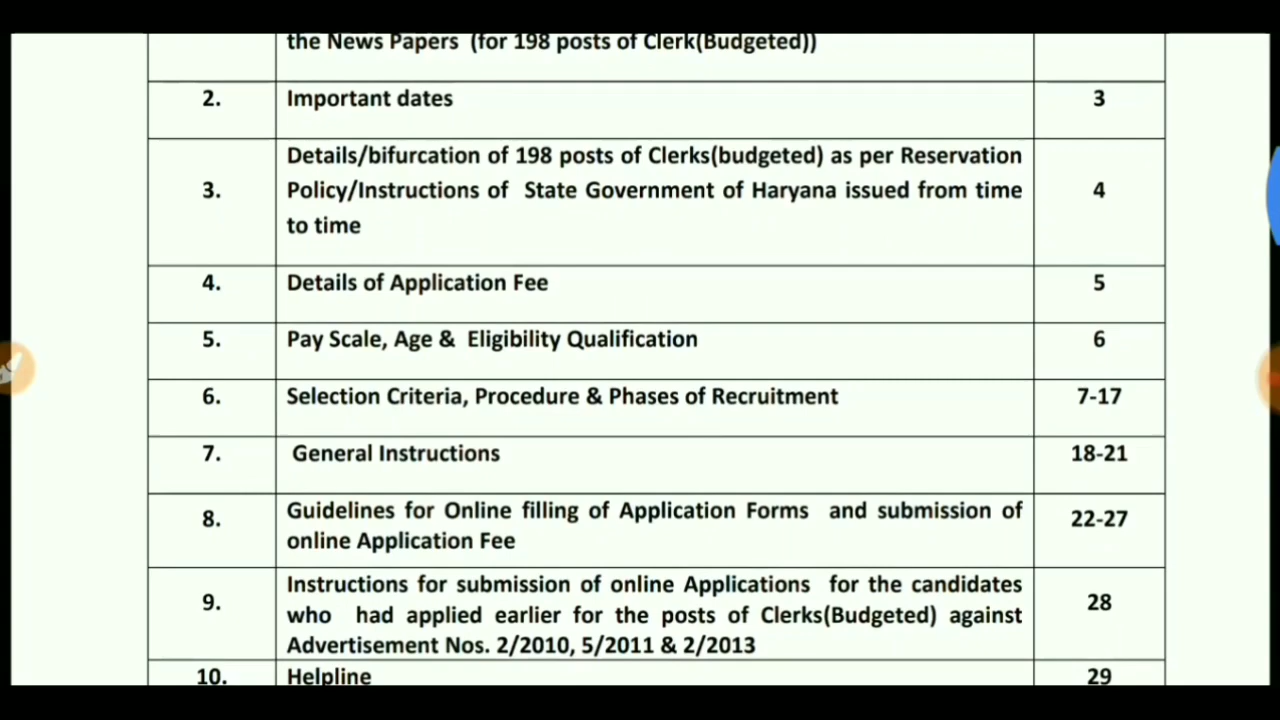 the News Papers (for 198 posts of Clerk(Budgeted))
2. Important dates 3
Details/bifurcation of 198 posts of Clerks(budgeted) as per Reservation
3. Policy/Instructions of State Government of Haryana issued from time 4
to time
4. Details of Application Fee 5
5. Pay Scale, Age & Eligibility Qualification 6
6. Selection Criteria, Procedure & Phases of Recruitment 7-17
7. General Instructions 18-21
Guidelines for Online filling of Application Forms and submission of
8. 22-27
online Application Fee
Instructions for submission of online Applications for the candidates
9. who had applied earlier for the posts of Clerks(Budgeted) against 28
Advertisement Nos. 2/2010, 5/2011 & 2/2013
10. Helpline 29